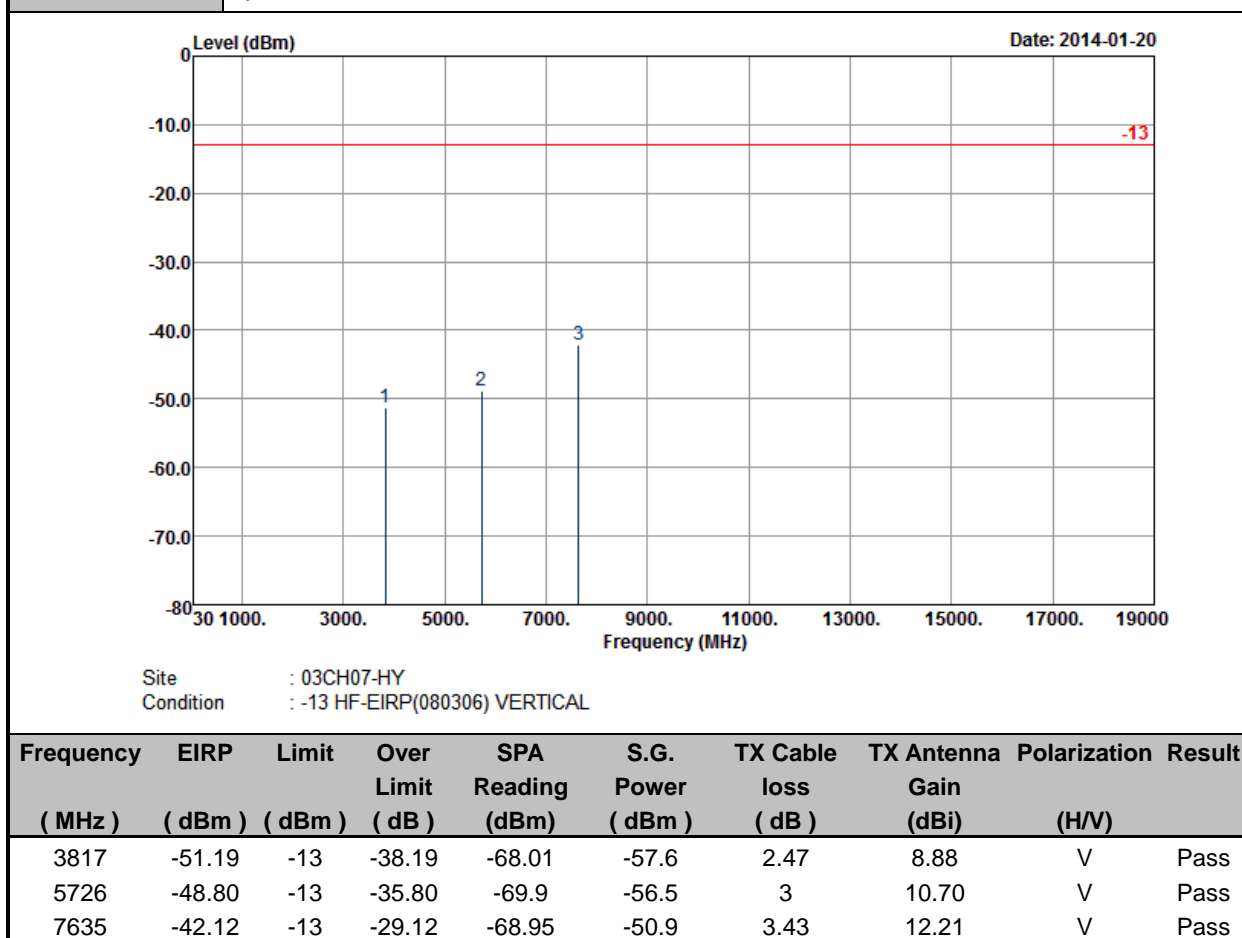 Level (dBm) Date: 2014-01-20
0
-10.0
-13
-20.0
-30.0
-40.0
3
2
1
-50.0
-60.0
-70.0
-80
30 1000. 3000. 5000. 7000. 9000. 11000. 13000. 15000. 17000. 19000
Frequency (MHz)
Site : 03CH07-HY
Condition : -13 HF-EIRP(080306) VERTICAL
Frequency EIRP Limit Over SPA S.G. TX Cable TX Antenna Polarization Result
Limit Reading Power loss Gain
( MHz ) ( dBm ) ( dBm ) ( dB ) (dBm) ( dBm ) ( dB ) (dBi) (H/V)
3817 -51.19 -13 -38.19 -68.01 -57.6 2.47 8.88 V Pass
5726 -48.80 -13 -35.80 -69.9 -56.5 3 10.70 V Pass
7635 -42.12 -13 -29.12 -68.95 -50.9 3.43 12.21 V Pass